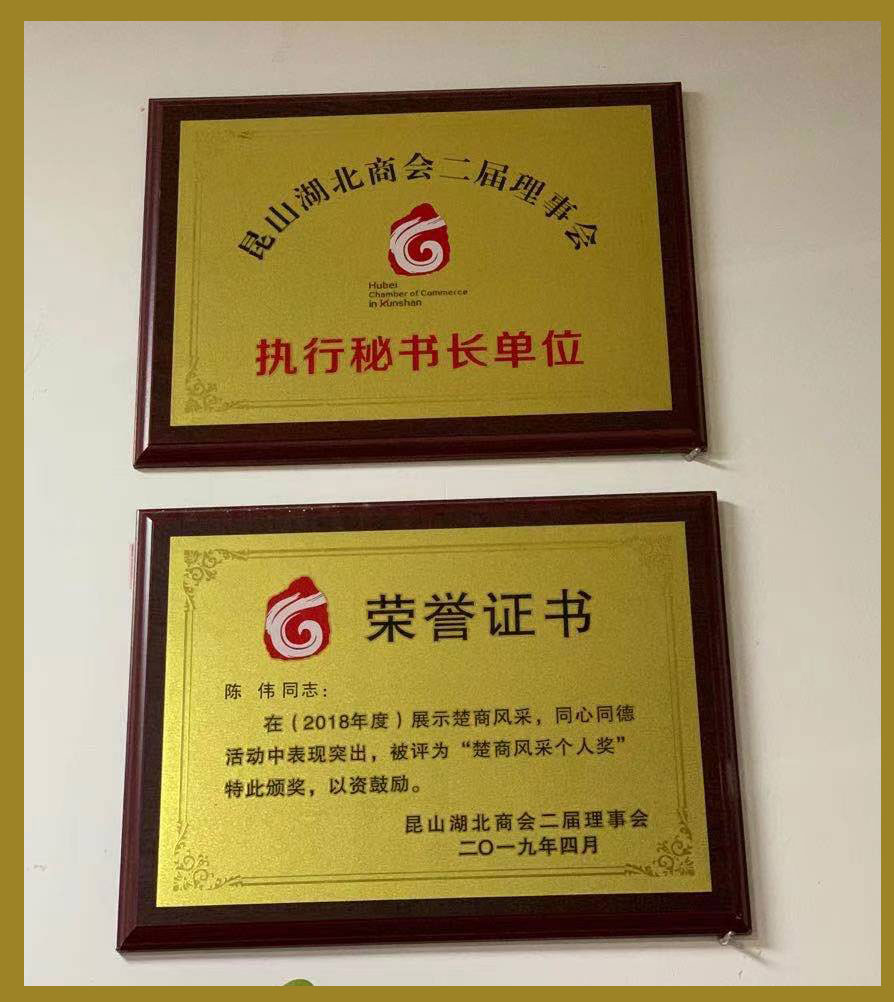 昆山湖北商会二届理事会
Hubei
Chamber of Commerce
in Kunshan
执行秘书长单位
荣誉证书
陈 伟同志：
在（2018年度）展示楚商风采，同心同德
活动中表现突出，被评为“楚商风采个人奖”
特此颁奖，以资鼓励。
昆山湖北商会二届理事会
二〇一九年四月